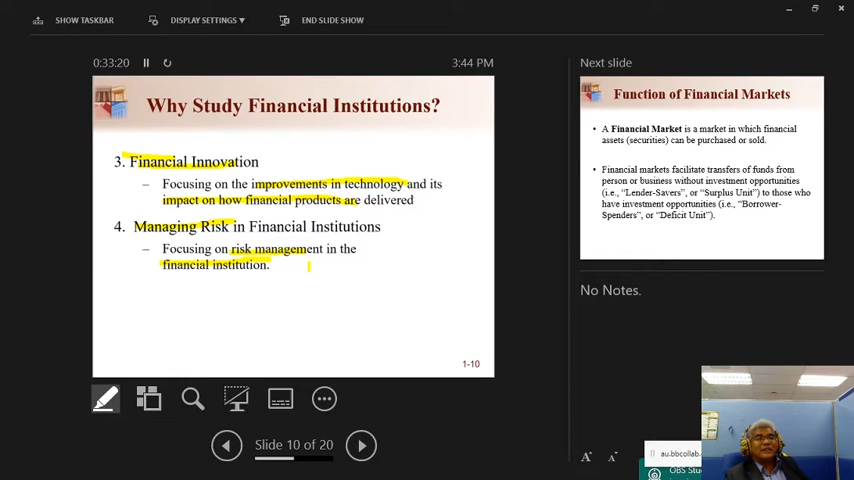 SHOW TASKBAR
DISPLAY SETTINGS ▼
END SLIDE SHOW
0:33:20
3:44 PM
Why Study Financial Institutions?
3. Financial Innovation
– Focusing on the improvements in technology and its
impact on how financial products are delivered
4. Managing Risk in Financial Institutions
– Focusing on risk management in the
financial institution.
1-10
Slide 10 of 20
Next slide
Function of Financial Markets
• A Financial Market is a market in which financial
assets (securities) can be purchased or sold.
• Financial markets facilitate transfers of funds from
person or business without investment opportunities
(i.e., “Lender-Savers”, or “Surplus Unit”) to those who
have investment opportunities (i.e., “Borrower-
Spenders”, or “Deficit Unit”).
No Notes.
A A
au.bbcollab.
OBS Stu